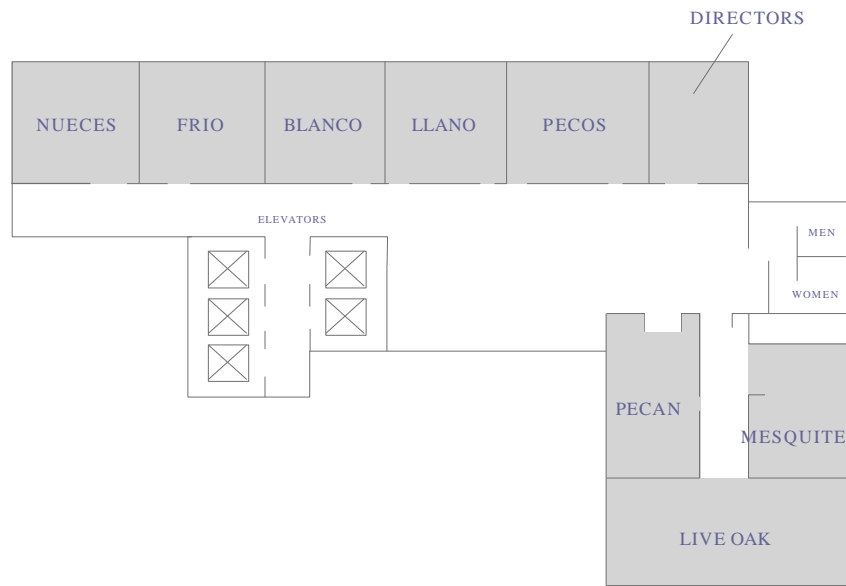 DIRECTORS
NUECES
FRIO
BLANCO
LLANO
PECOS
ELEVATORS
MEN
WOMEN
PECAN
MESQUITE
LIVE OAK